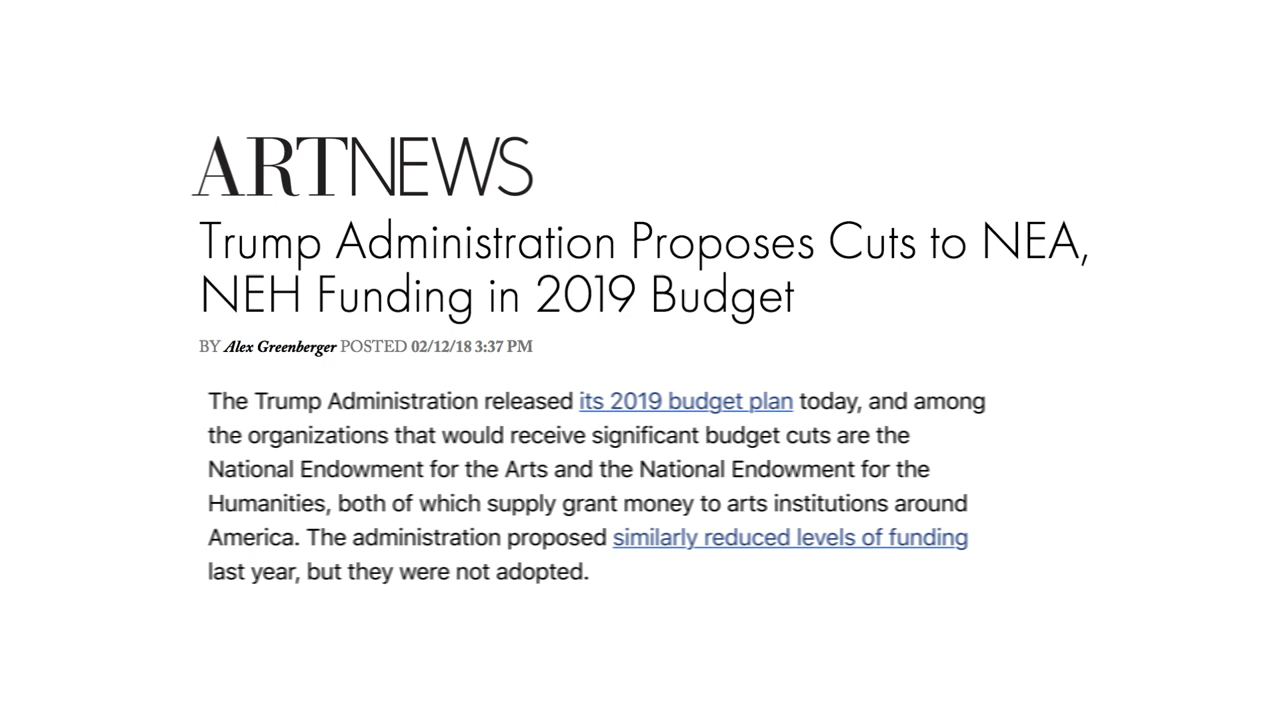 ARTNEWS
Trump Administration Proposes Cuts to NEA,
NEH Funding in 2019 Budget
BY Alex Greenberger POSTED 02/12/18 3:37 PM
The Trump Administration released its 2019 budget plan today, and among
the organizations that would receive significant budget cuts are the
National Endowment for the Arts and the National Endowment for the
Humanities, both of which supply grant money to arts institutions around
America. The administration proposed similarly reduced levels of funding
last year, but they were not adopted.